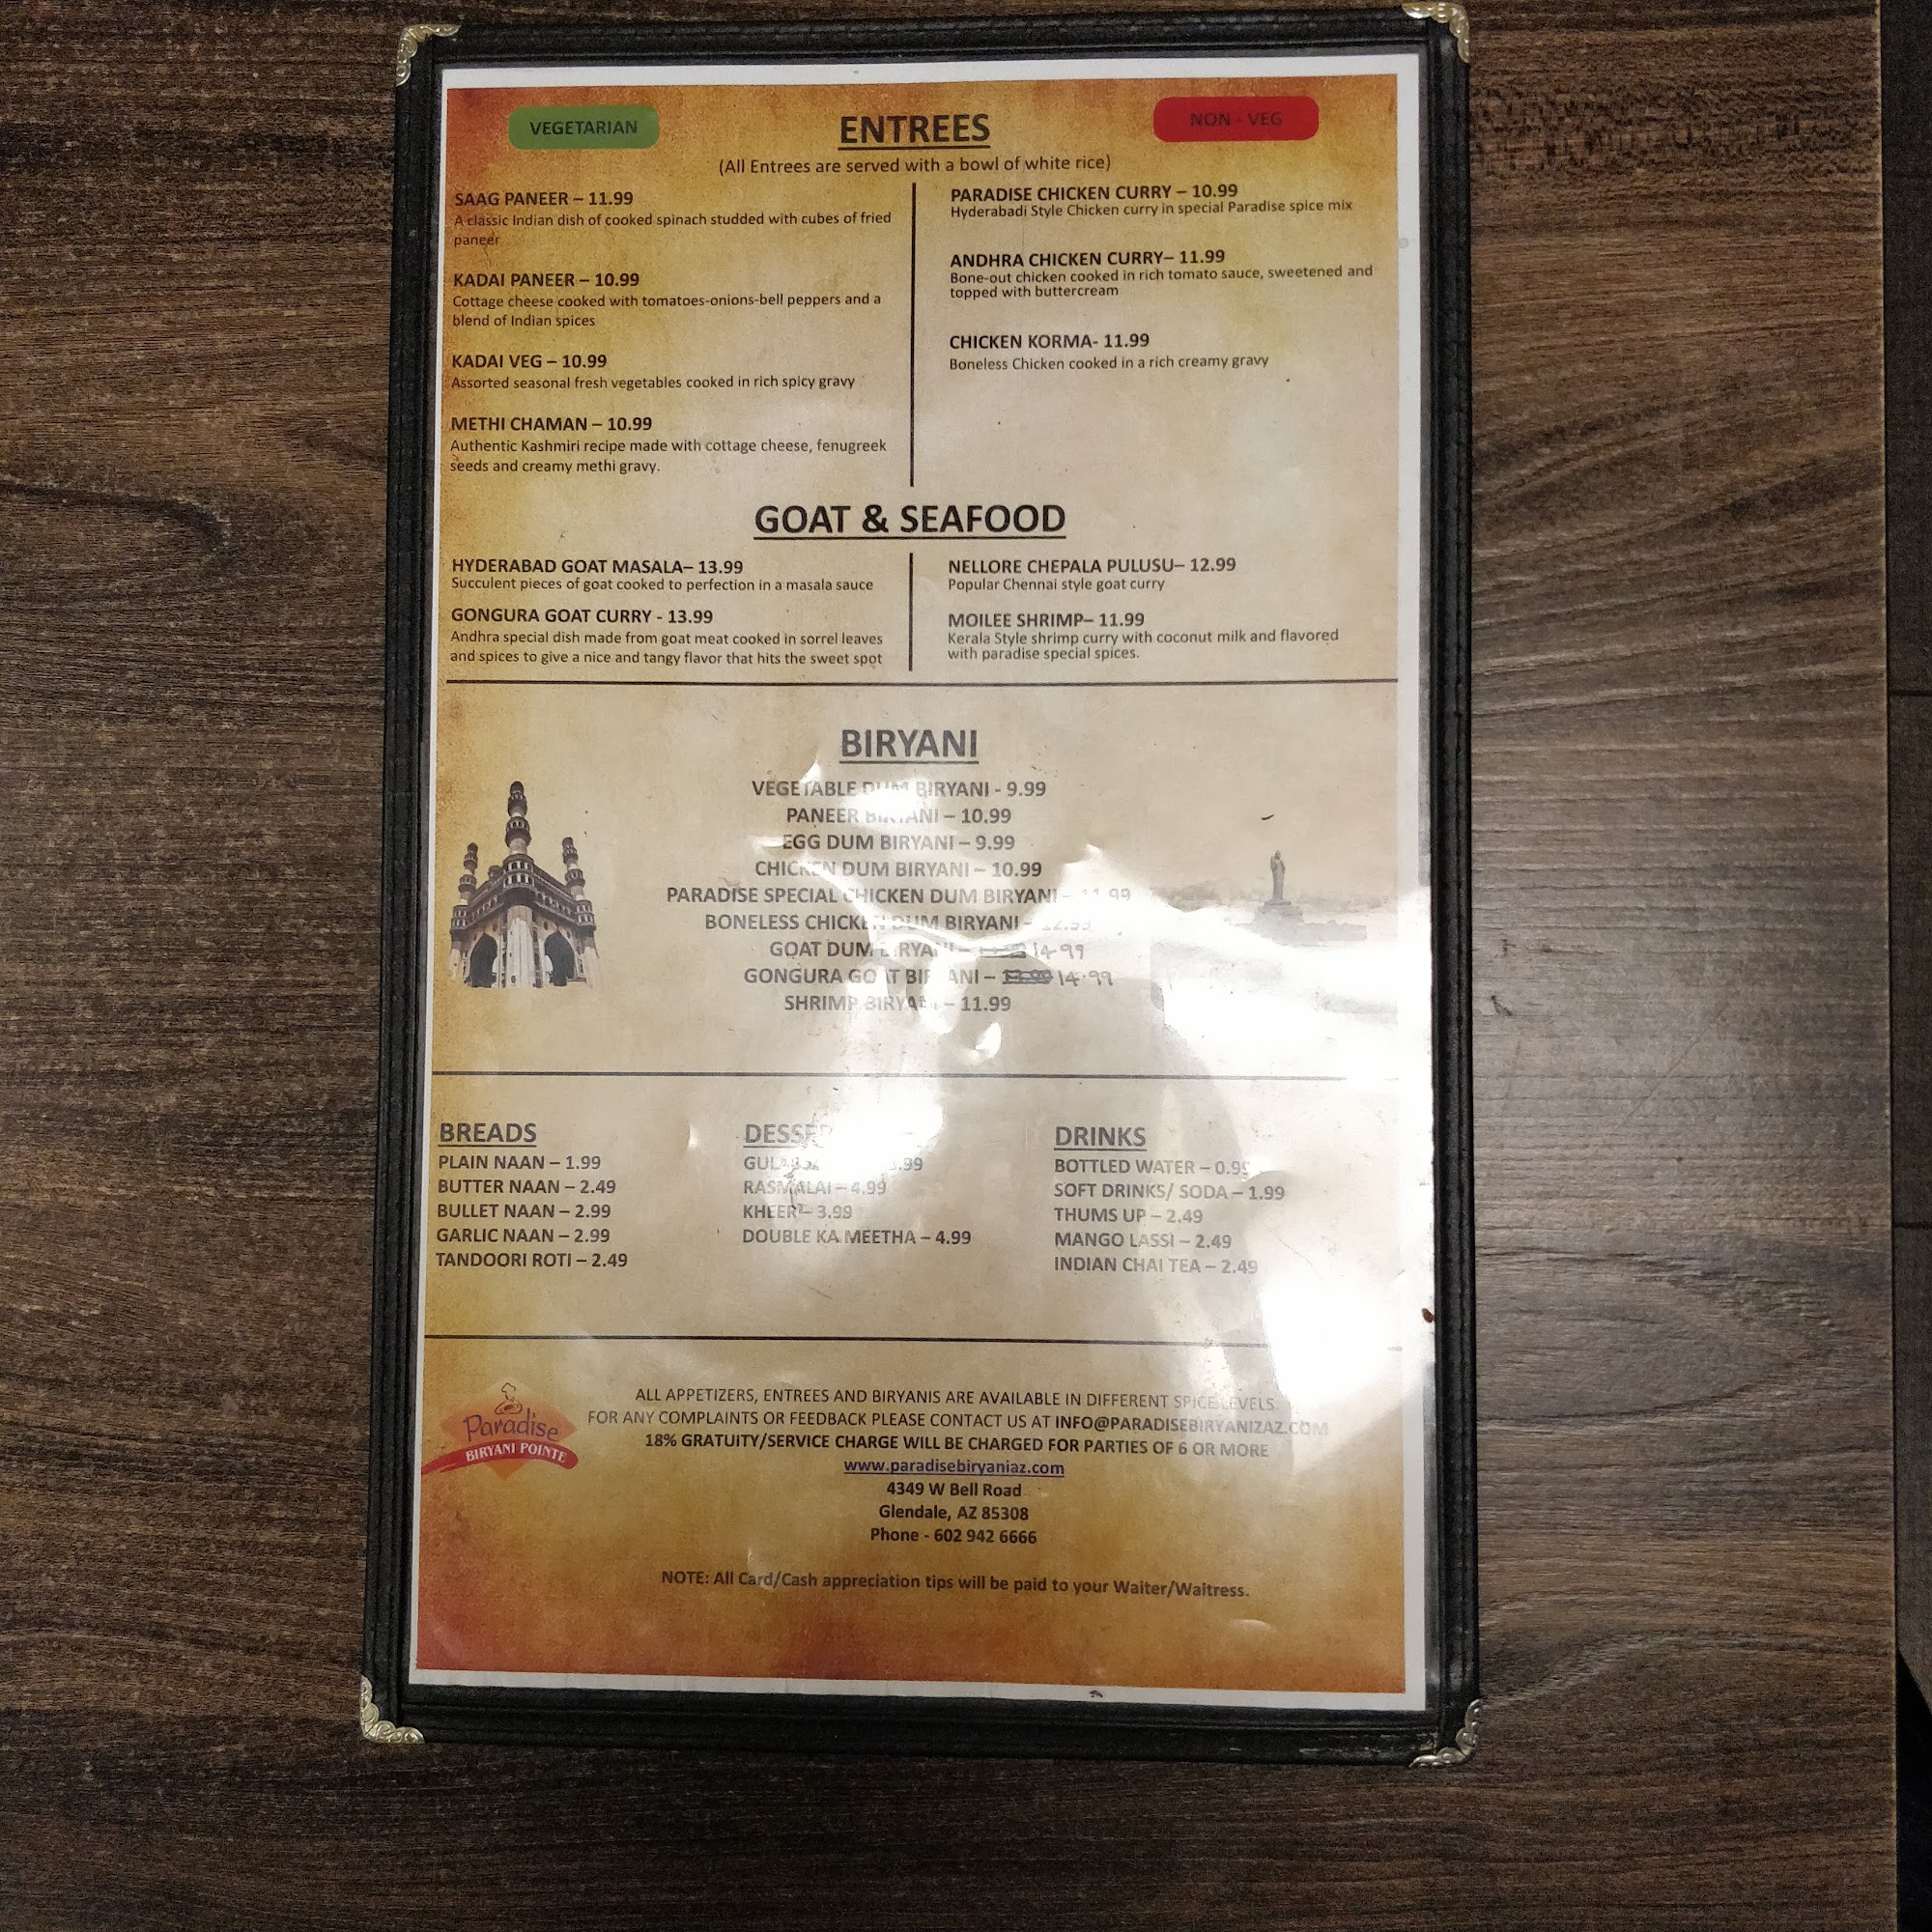 VEGETARIAN
ENTREES
NON - VEG
(All Entrees are served with a bowl of white rice)
SAAG PANEER – 11.99
A classic Indian dish of cooked spinach studded with cubes of fried
paneer
KADAI PANEER – 10.99
Cottage cheese cooked with tomatoes-onions-bell peppers and a
blend of Indian spices
KADAI VEG – 10.99
Assorted seasonal fresh vegetables cooked in rich spicy gravy
METHI CHAMAN – 10.99
Authentic Kashmiri recipe made with cottage cheese, fenugreek
seeds and creamy methi gravy.
PARADISE CHICKEN CURRY – 10.99
Hyderabadi Style Chicken curry in special Paradise spice mix
ANDHRA CHICKEN CURRY– 11.99
Bone-out chicken cooked in rich tomato sauce, sweetened and
topped with buttercream
CHICKEN KORMA- 11.99
Boneless Chicken cooked in a rich creamy gravy
GOAT & SEAFOOD
HYDERABAD GOAT MASALA– 13.99
Succulent pieces of goat cooked to perfection in a masala sauce
GONGURA GOAT CURRY - 13.99
Andhra special dish made from goat meat cooked in sorrel leaves
and spices to give a nice and tangy flavor that hits the sweet spot
NELLORE CHEPALA PULUSU– 12.99
Popular Chennai style goat curry
MOILEE SHRIMP– 11.99
Kerala Style shrimp curry with coconut milk and flavored
with paradise special spices.
BIRYANI
VEGETABLE DUM BIRYANI - 9.99
PANEER BIRYANI – 10.99
EGG DUM BIRYANI – 9.99
CHICKEN DUM BIRYANI – 10.99
PARADISE SPECIAL CHICKEN DUM BIRYANI – 11.99
BONELESS CHICKEN DUM BIRYANI –
GOAT DUM BIRYANI – 14.99
GONGURA GOAT BIRYANI – 13.99 14.99
SHRIMP BIRYANI – 11.99
BREADS
PLAIN NAAN – 1.99
BUTTER NAAN – 2.49
BULLET NAAN – 2.99
GARLIC NAAN – 2.99
TANDOORI ROTI – 2.49
RASMALAI – 4.99
KHEER – 3.99
DOUBLE KA MEETHA – 4.99
DRINKS
BOTTLED WATER – 0.99
SOFT DRINKS/ SODA – 1.99
THUMS UP – 2.49
MANGO LASSI – 2.49
INDIAN CHAI TEA – 2.49
Paradise
BIRYANI POINTE
ALL APPETIZERS, ENTREES AND BIRYANIS ARE AVAILABLE IN DIFFERENT SPICE LEVELS.
FOR ANY COMPLAINTS OR FEEDBACK PLEASE CONTACT US AT INFO@PARADISEBIRYANIZAZ.COM
18% GRATUITY/SERVICE CHARGE WILL BE CHARGED FOR PARTIES OF 6 OR MORE
www.paradisebiryaniaz.com
4349 W Bell Road
Glendale, AZ 85308
Phone - 602 942 6666
NOTE: All Card/Cash appreciation tips will be paid to your Waiter/Waitress.